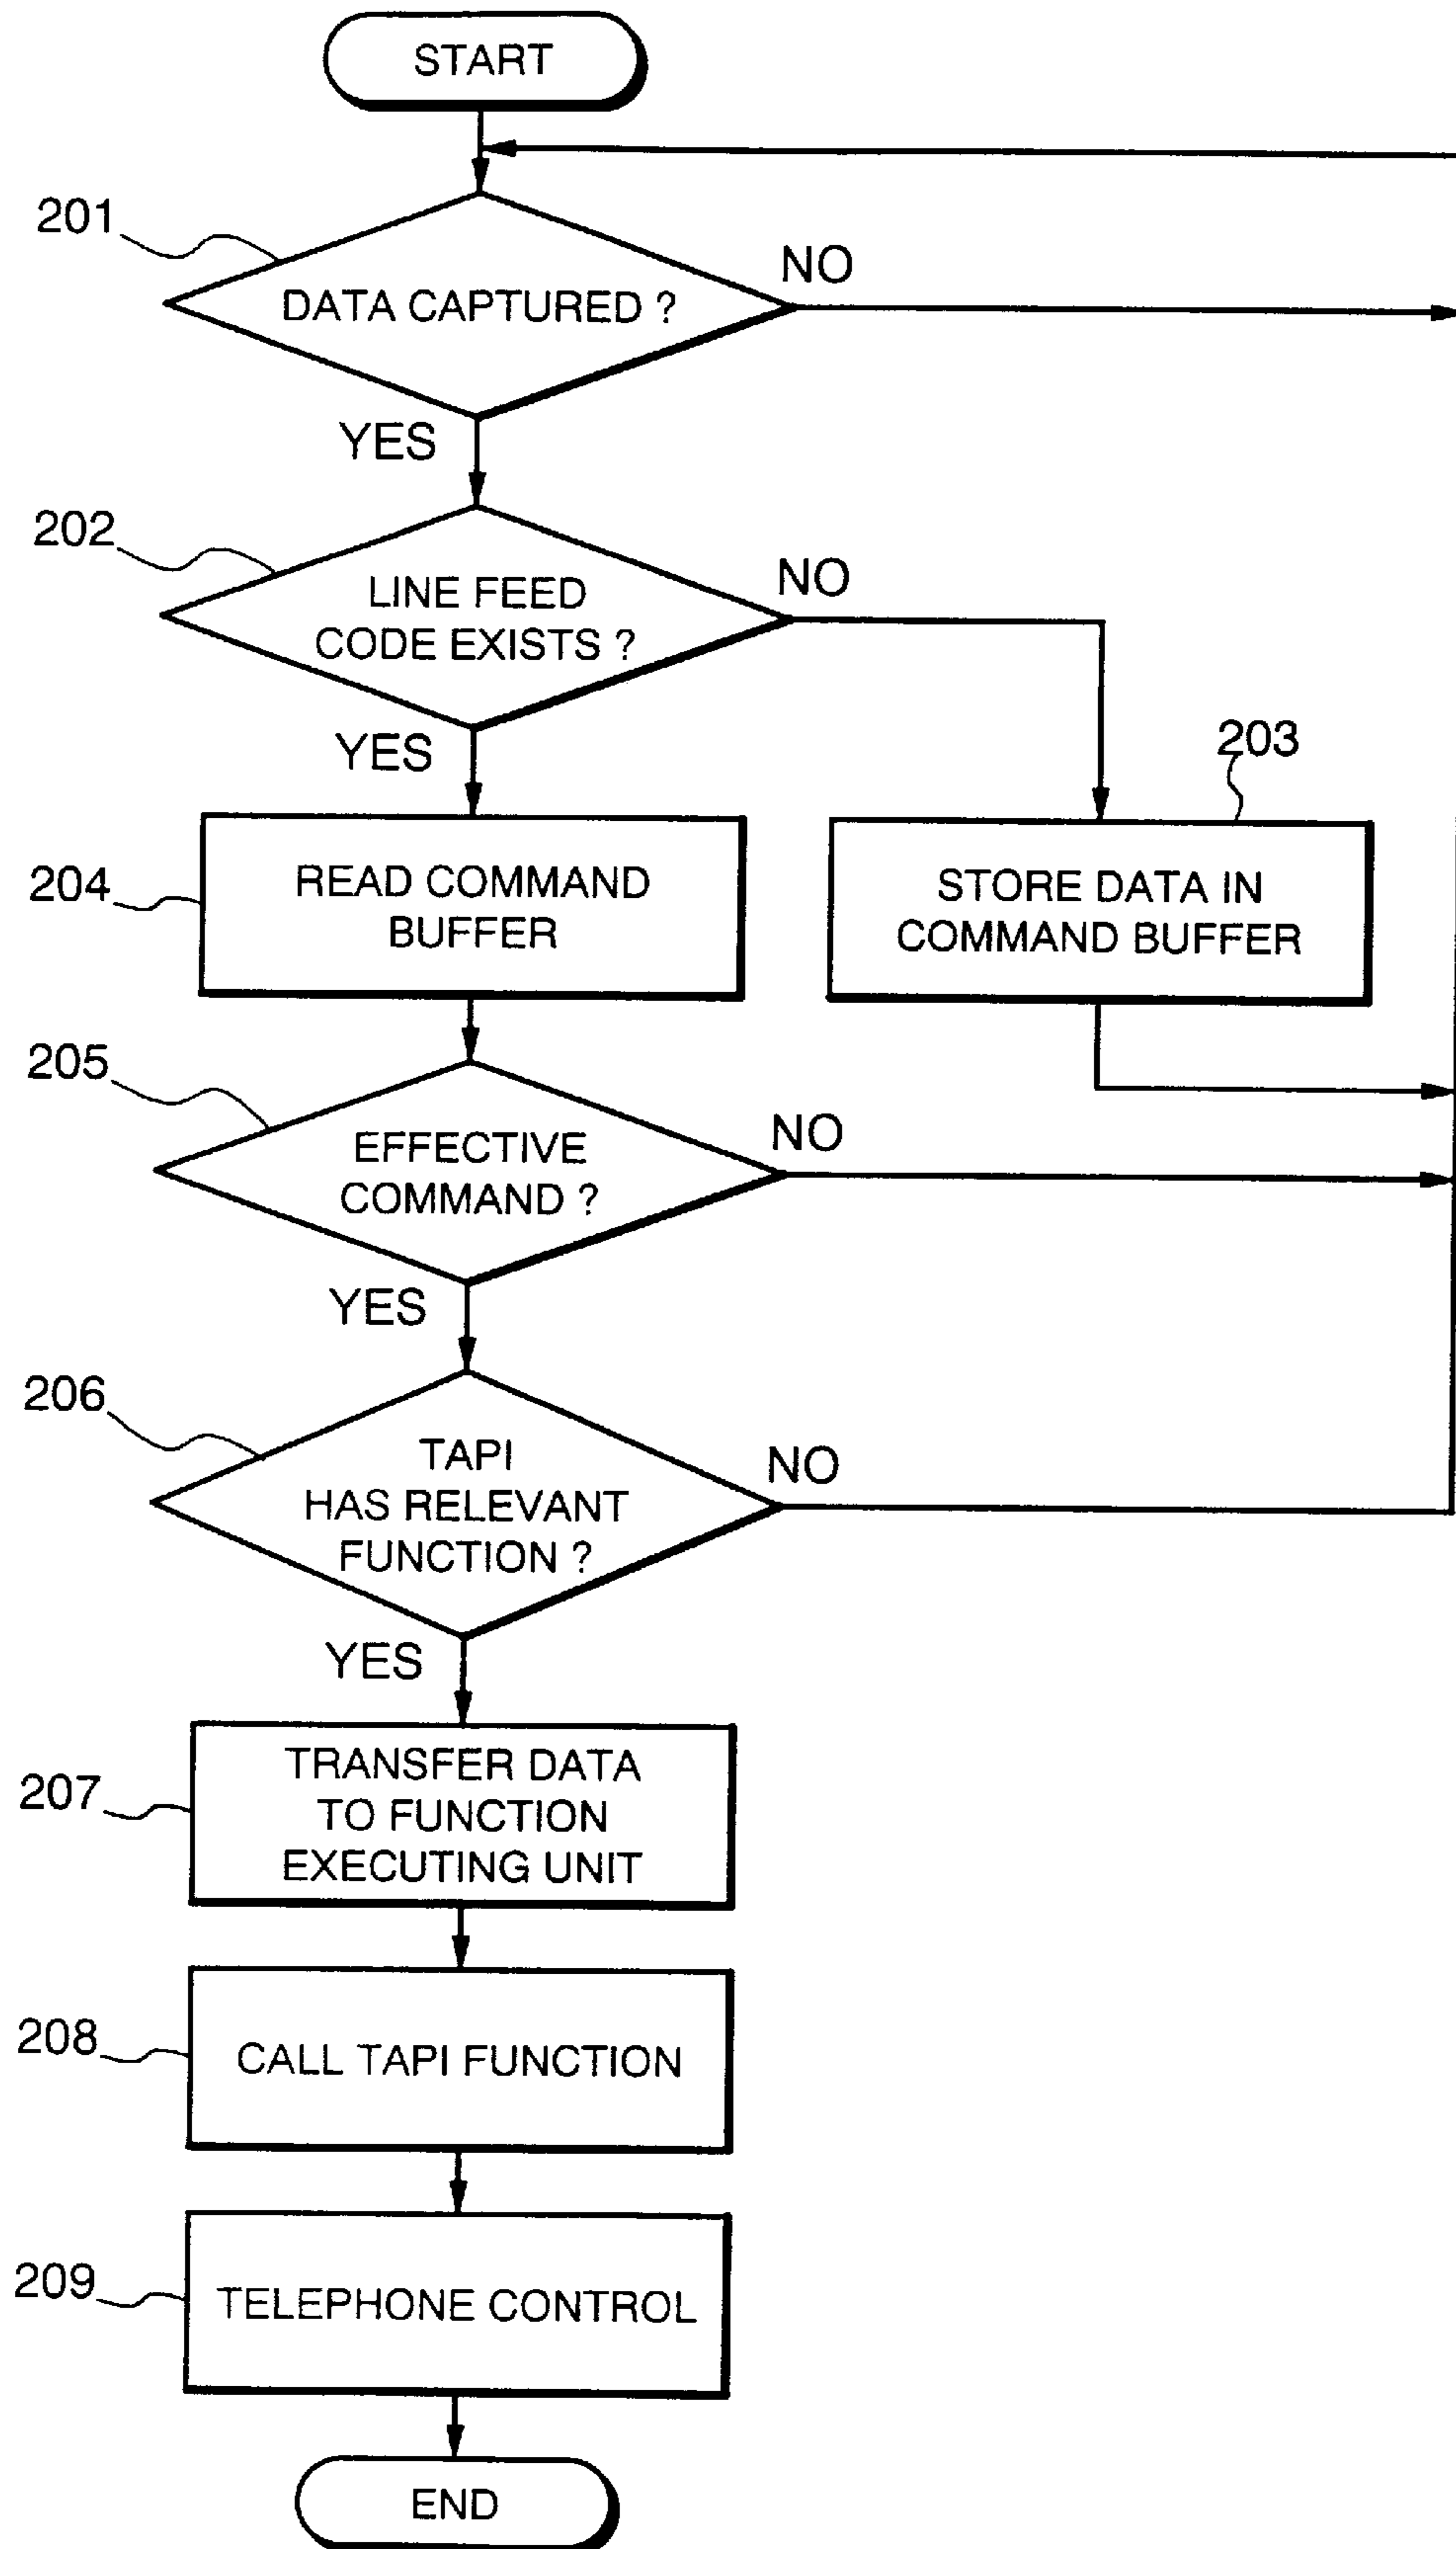 START
201
DATA CAPTURED ?
NO
YES
202
LINE FEED
CODE EXISTS ?
NO
YES
203
STORE DATA IN
COMMAND BUFFER
204
READ COMMAND
BUFFER
205
EFFECTIVE
COMMAND ?
NO
YES
206
TAPI
HAS RELEVANT
FUNCTION ?
NO
YES
207
TRANSFER DATA
TO FUNCTION
EXECUTING UNIT
208
CALL TAPI FUNCTION
209
TELEPHONE CONTROL
END